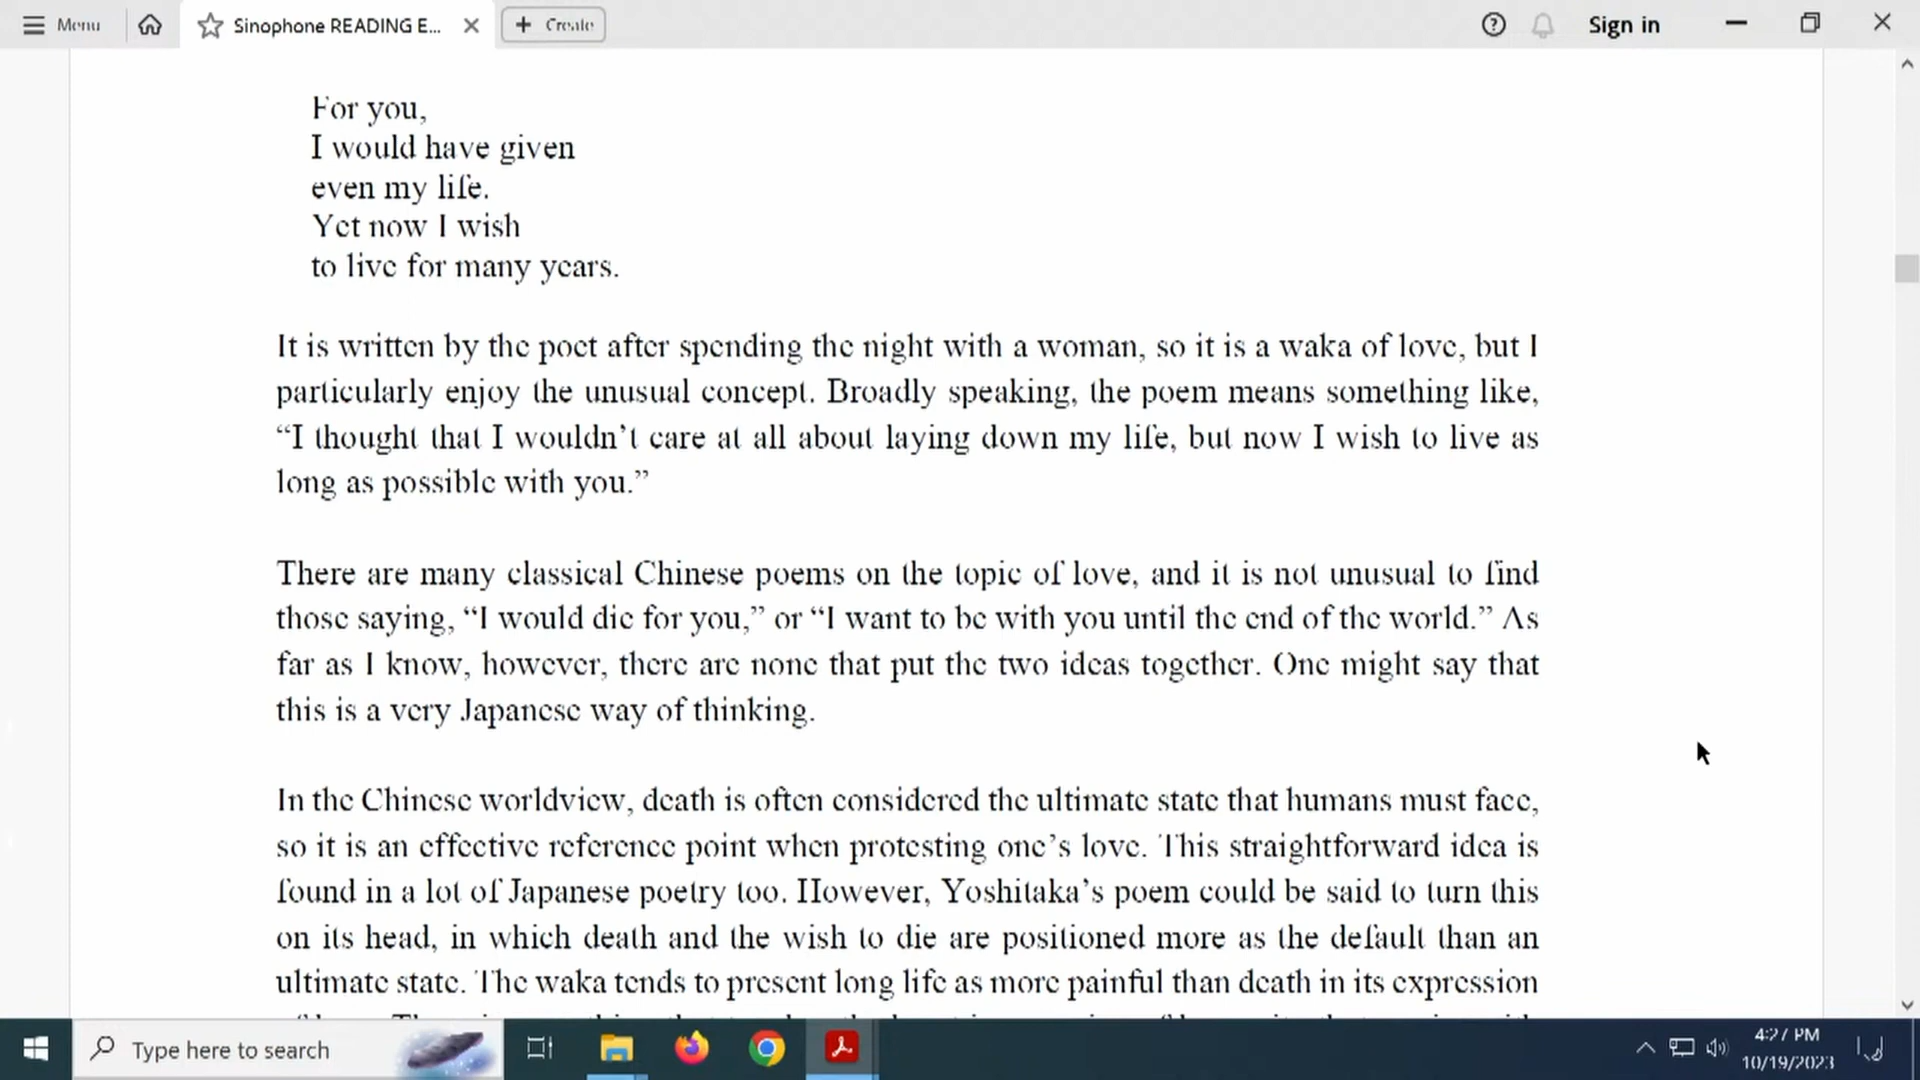 Menu
Sinophone READING E...
Create
Sign in
For you,
I would have given
even my life.
Yet now I wish
to live for many years.
It is written by the poet after spending the night with a woman, so it is a waka of love, but I
particularly enjoy the unusual concept. Broadly speaking, the poem means something like,
“I thought that I wouldn’t care at all about laying down my life, but now I wish to live as
long as possible with you.”
There are many classical Chinese poems on the topic of love, and it is not unusual to find
those saying, “I would die for you,” or “I want to be with you until the end of the world.” As
far as I know, however, there are none that put the two ideas together. One might say that
this is a very Japanese way of thinking.
In the Chinese worldview, death is often considered the ultimate state that humans must face,
so it is an effective reference point when protesting one’s love. This straightforward idea is
found in a lot of Japanese poetry too. However, Yoshitaka’s poem could be said to turn this
on its head, in which death and the wish to die are positioned more as the default than an
ultimate state. The waka tends to present long life as more painful than death in its expression
Type here to search
4:27 PM
10/19/2023